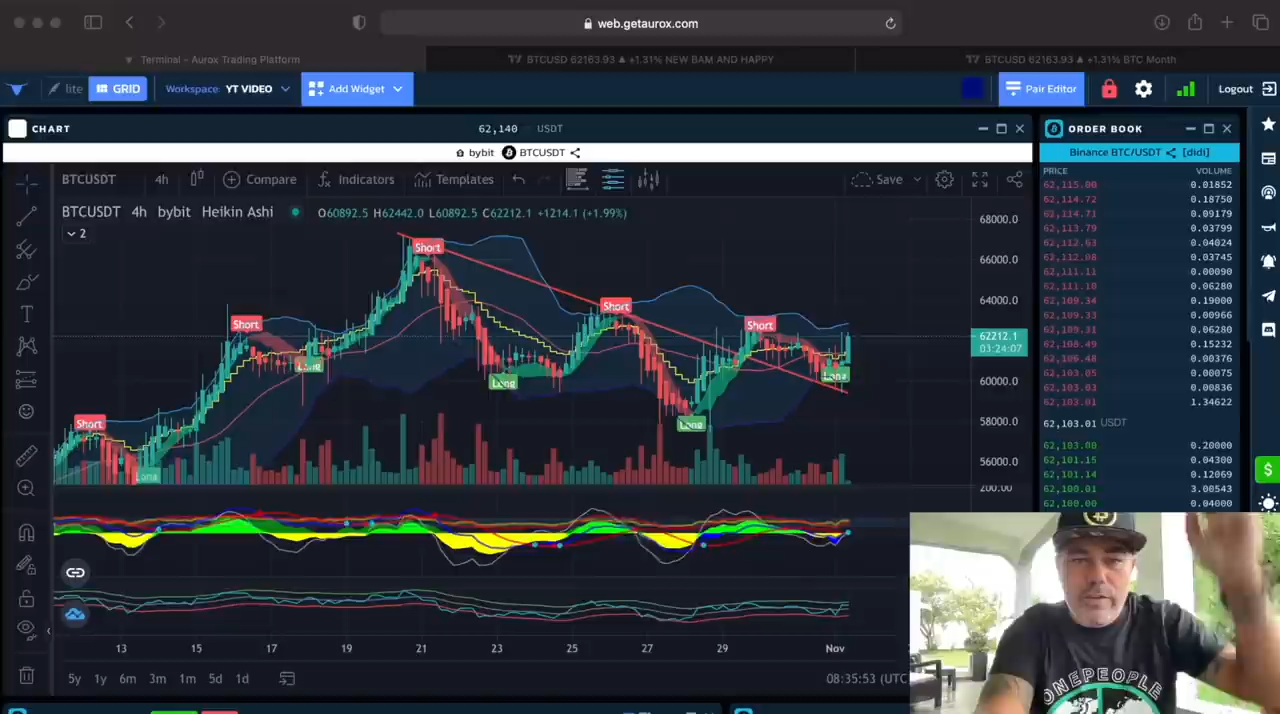 web.getaurox.com
Terminal - Aurox Trading Platform
BTCUSD 62163.93 ▲ +1.31% NEW BAM AND HAPPY
BTCUSD 62163.93 ▲ +1.31% BTC Month
lite GRID Workspace: YT VIDEO Add Widget Pair Editor Logout
CHART 62,140 USDT
bybit BTCUSDT
BTCUSDT 4h Compare Indicators Templates Save
BTCUSDT 4h bybit Heikin Ashi O60892.5 H62442.0 L60892.5 C62212.1 +1214.1 (+1.99%)
2
68000.0
66000.0
64000.0
62212.1
03:24:07
60000.0
58000.0
56000.0
200.00
Short
Short
Short
Short
Short
Long
Long
Long
Long
Long
13 15 17 19 21 23 25 27 29 Nov
5y 1y 6m 3m 1m 5d 1d 08:35:53 (UTC
ORDER BOOK
Binance BTC/USDT [didi]
PRICE VOLUME
62,115.00 0.01852
62,114.72 0.18750
62,114.71 0.09179
62,113.79 0.03799
62,112.63 0.04024
62,112.08 0.03745
62,111.11 0.00090
62,111.10 0.06280
62,109.34 0.19000
62,109.33 0.00966
62,109.31 0.06280
62,108.49 0.15232
62,106.48 0.00376
62,103.05 0.00075
62,103.03 0.00836
62,103.01 1.34622
62,103.01 USDT
62,103.00 0.20000
62,101.15 0.04300
62,101.14 0.12069
62,100.01 3.00543
62,100.00 0.04000
ONEPEOPLE